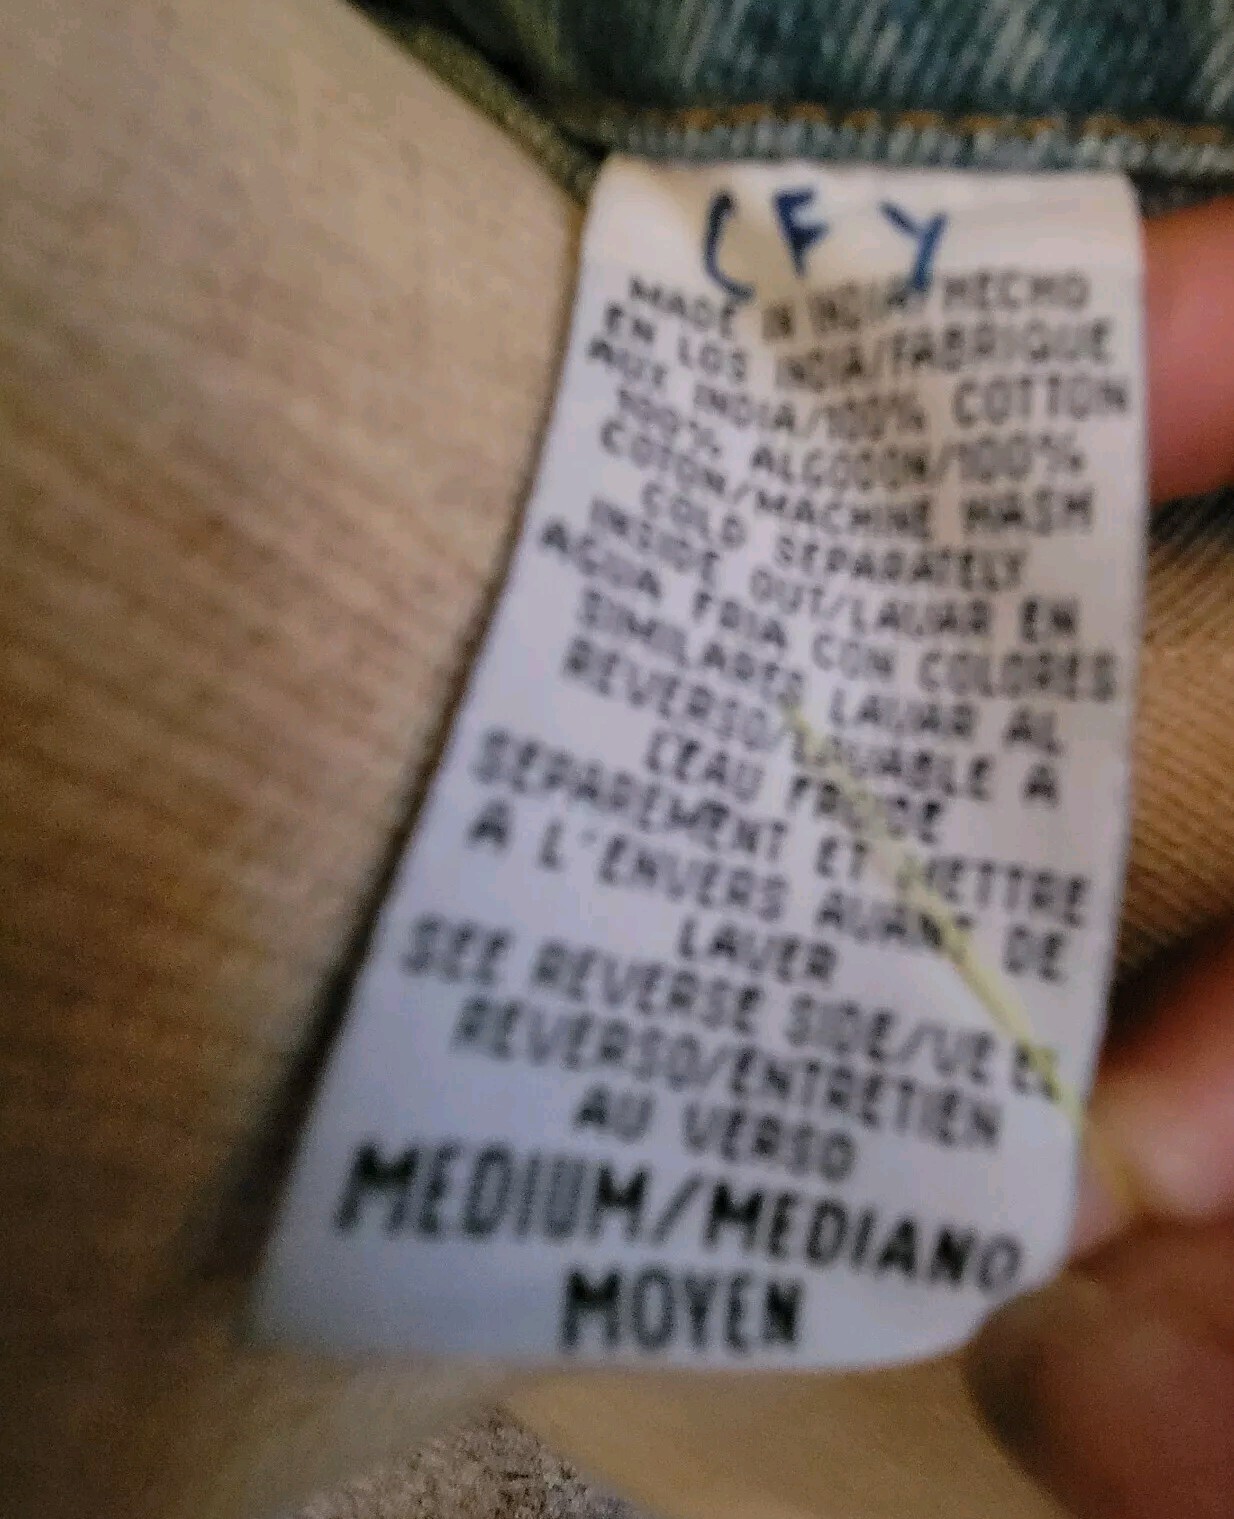 CFY
MADE IN INDIA/HECHO
EN LOS INDIA/FABRIQUE
AUX INDIA/100% COTTON
100% ALGODON/100%
COTON/MACHINE WASH
COLD SEPARATELY
INSIDE OUT/LAVAR EN
AGUA FRIA CON COLORES
SIMILARES LAVAR AL
REVERSO/LAVABLE A
L'EAU FROIDE
SEPAREMENT ET METTRE
A L'ENVERS AVANT DE
LAVER
SEE REVERSE SIDE/VE EL
REVERSO/ENTRETIEN
AU VERSO
MEDIUM/MEDIANO
MOYEN